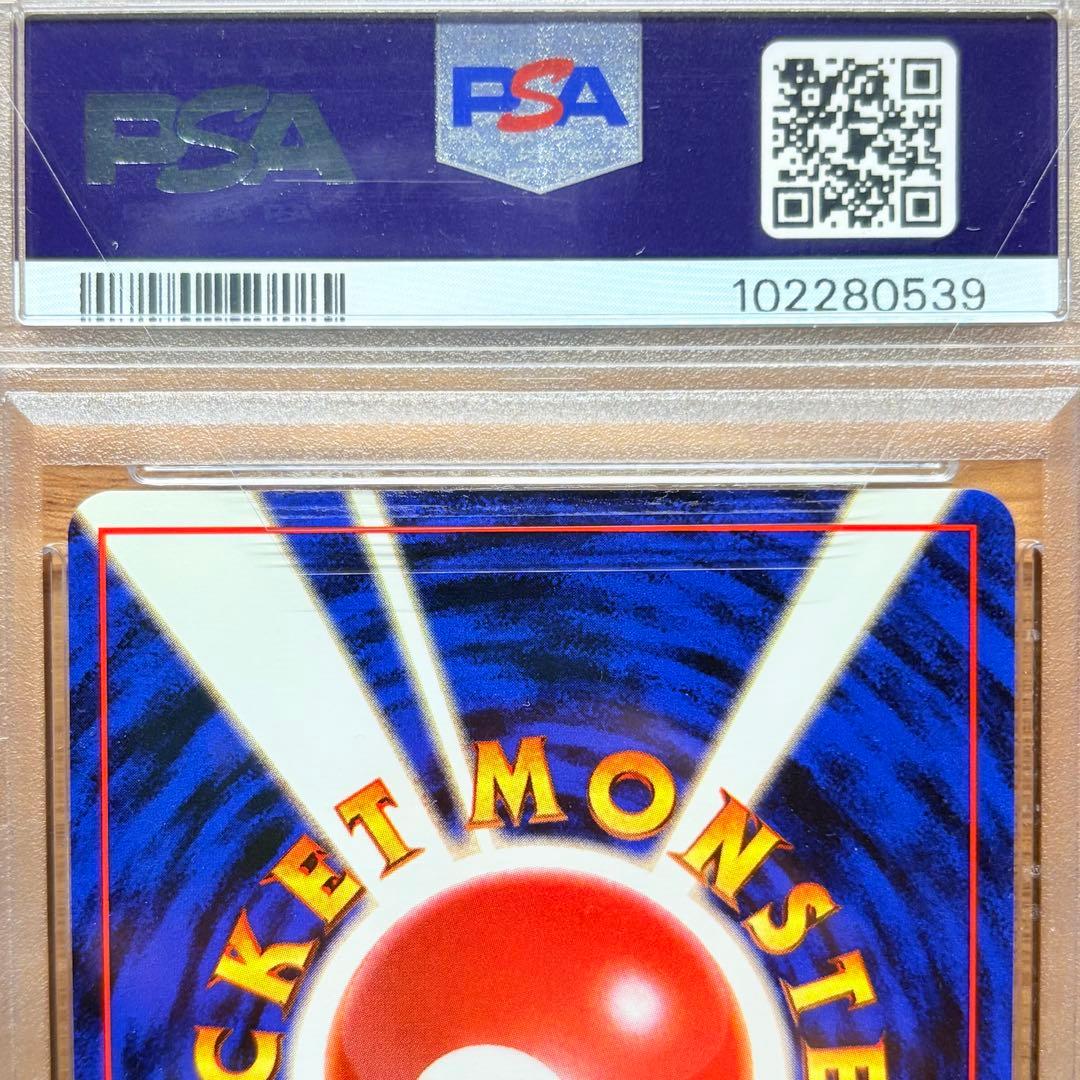 PSA
PSA
102280539
CKET MONSTE